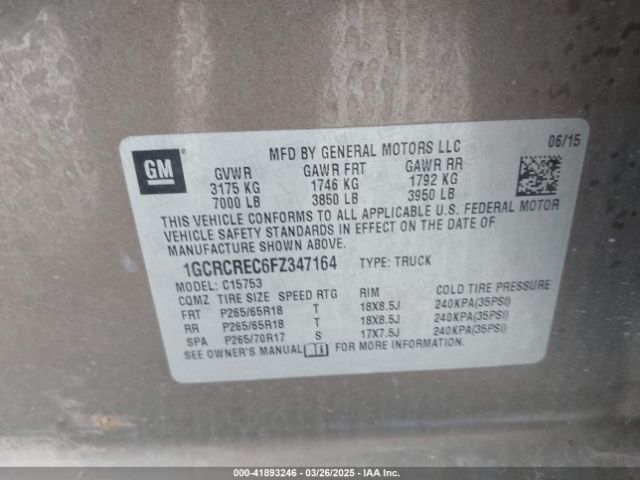 MFD BY GENERAL MOTORS LLC 06/15
GM
GVWR GAWR FRT GAWR RR
3175 KG 1746 KG 1792 KG
7000 LB 3850 LB 3950 LB
THIS VEHICLE CONFORMS TO ALL APPLICABLE U.S. FEDERAL MOTOR
VEHICLE SAFETY STANDARDS IN EFFECT ON THE DATE OF
MANUFACTURE SHOWN ABOVE.
1GCRCREC6FZ347164 TYPE: TRUCK
MODEL: C15753
CQMZ TIRE SIZE SPEED RTG RIM COLD TIRE PRESSURE
FRT P265/65R18 T 18X8.5J 240KPA(35PSI)
RR P265/65R18 T 18X8.5J 240KPA(35PSI)
SPA P265/70R17 S 17X7.5J 240KPA(35PSI)
SEE OWNER'S MANUAL FOR MORE INFORMATION.
000-41893246 - 03/26/2025 - IAA Inc.